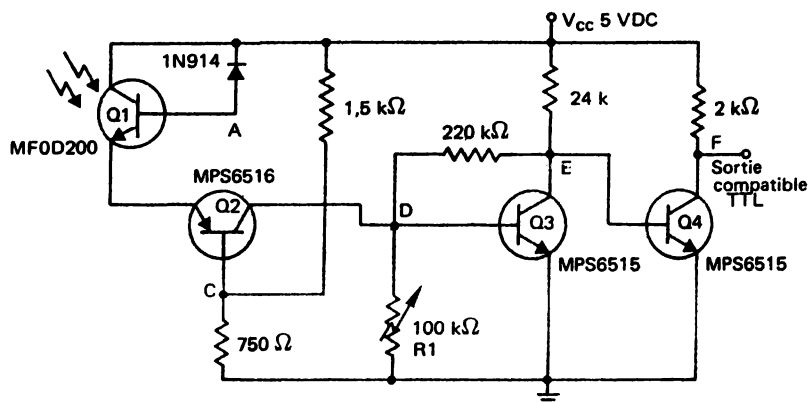 VCC 5 VDC
1N914
Q1
A
1,5 kΩ
24 k
2 kΩ
MF0D200
220 kΩ
F
Sortie
compatible
TTL
MPS6516
E
Q2
D
Q3
Q4
MPS6515
MPS6515
C
750 Ω
100 kΩ
R1